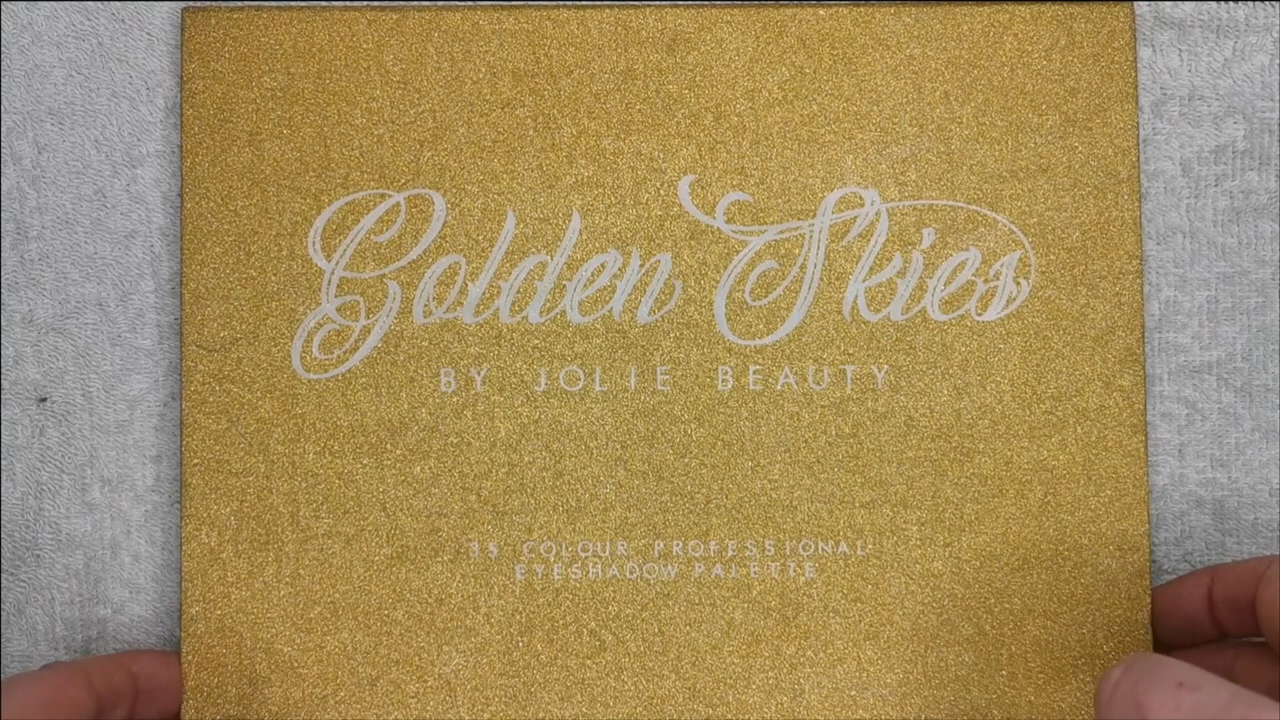 Golden Skies
BY JOLIE BEAUTY
35 COLOUR PROFESSIONAL
EYESHADOW PALETTE